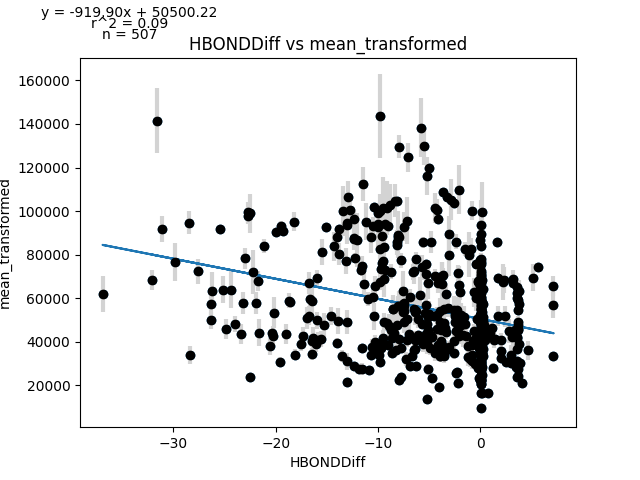 y = -919.90x + 50500.22
r^2 = 0.09
n = 507
HBONDDiff vs mean_transformed
160000
140000
120000
100000
80000
60000
40000
20000
mean_transformed
−30
−20
−10
0
HBONDDiff